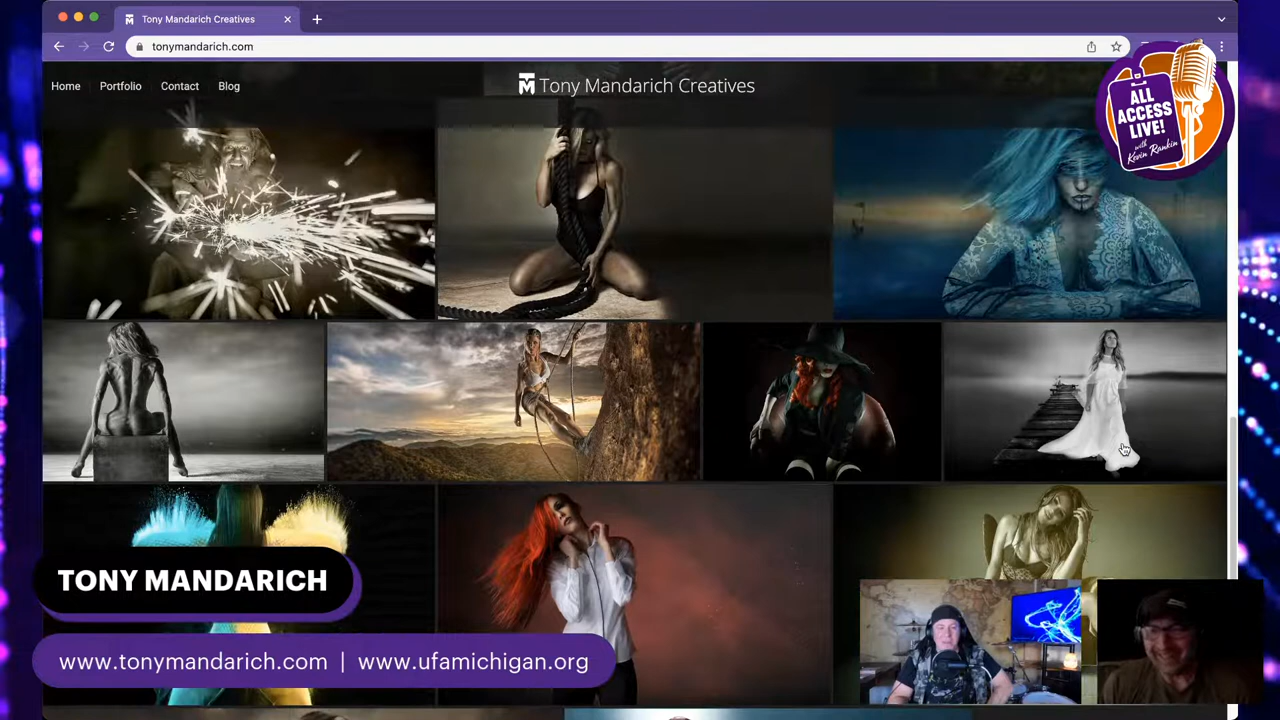 Tony Mandarich Creatives
tonymandarich.com
Home Portfolio Contact Blog
Tony Mandarich Creatives
ALL ACCESS LIVE!
with Kevin Rankin
TONY MANDARICH
www.tonymandarich.com | www.ufamichigan.org